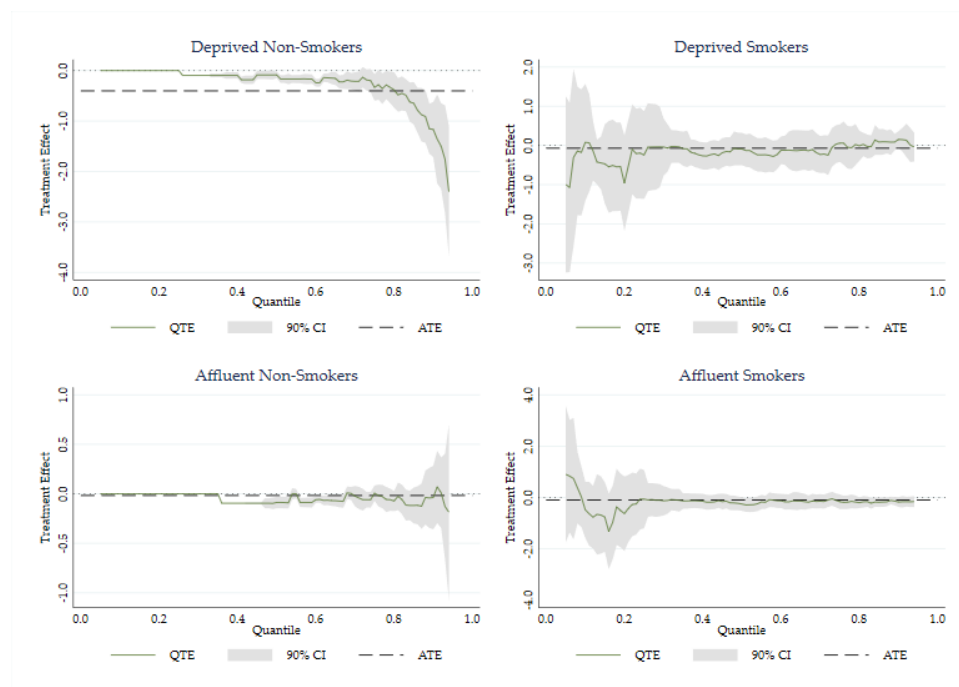 Deprived Non-Smokers
Treatment Effect
0.0
-1.0
-2.0
-3.0
-4.0
0.0 0.2 0.4 0.6 0.8 1.0
Quantile
QTE 90% CI ATE
Deprived Smokers
Treatment Effect
2.0
1.0
0.0
-1.0
-2.0
-3.0
0.0 0.2 0.4 0.6 0.8 1.0
Quantile
QTE 90% CI ATE
Affluent Non-Smokers
Treatment Effect
1.0
0.5
0.0
-0.5
-1.0
0.0 0.2 0.4 0.6 0.8 1.0
Quantile
QTE 90% CI ATE
Affluent Smokers
Treatment Effect
4.0
2.0
0.0
-2.0
-4.0
0.0 0.2 0.4 0.6 0.8 1.0
Quantile
QTE 90% CI ATE